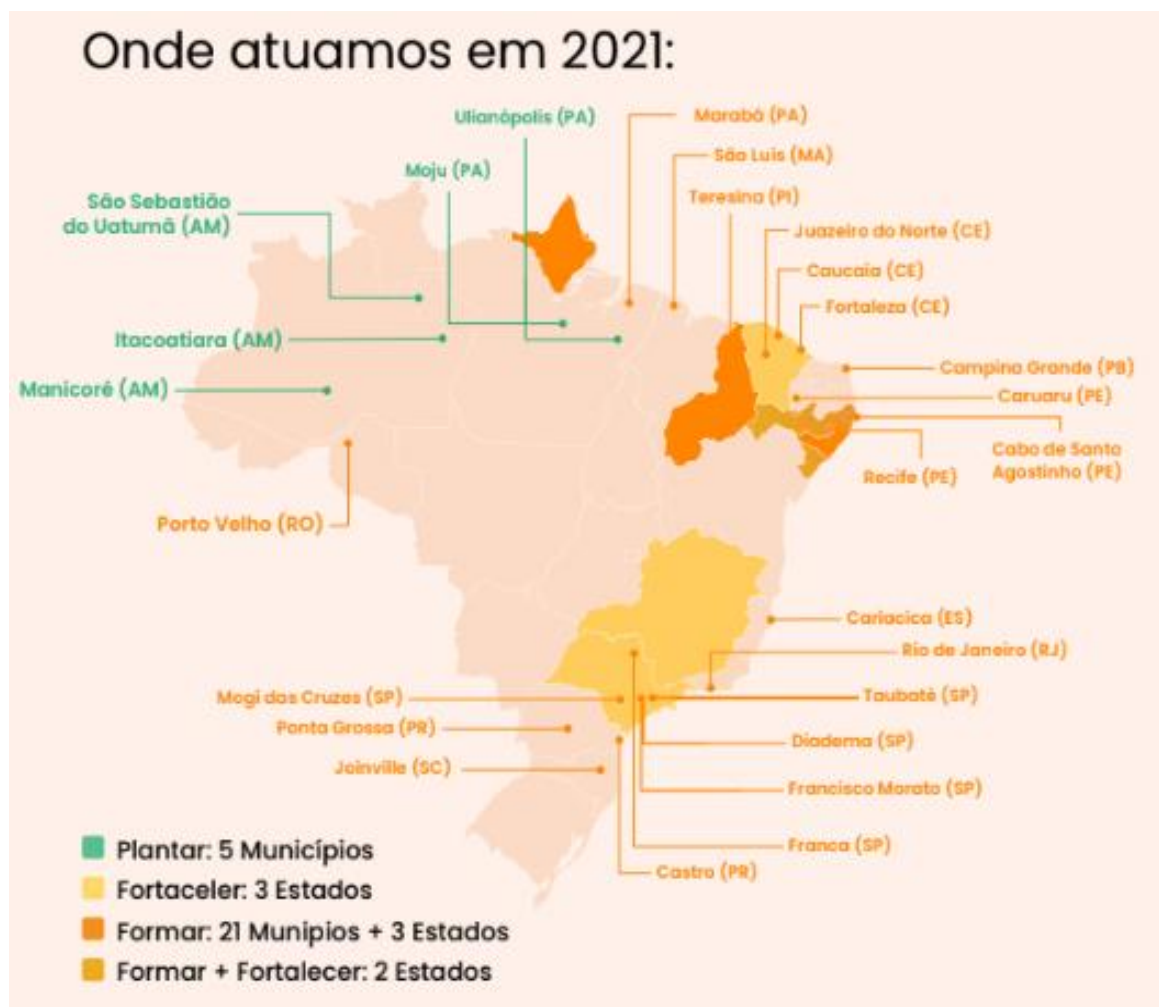 Onde atuamos em 2021:
Ulianópolis (PA)
Marabá (PA)
São Luís (MA)
Moju (PA)
Teresina (PI)
São Sebastião
do Uatumã (AM)
Juazeiro do Norte (CE)
Caucaia (CE)
Fortaleza (CE)
Itacoatiara (AM)
Campina Grande (PB)
Manicoré (AM)
Caruaru (PE)
Cabo de Santo
Agostinho (PE)
Recife (PE)
Porto Velho (RO)
Cariacica (ES)
Rio de Janeiro (RJ)
Mogi das Cruzes (SP)
Taubaté (SP)
Ponta Grossa (PR)
Diadema (SP)
Joinville (SC)
Francisco Morato (SP)
Franca (SP)
Castro (PR)
Plantar: 5 Municípios
Fortaceler: 3 Estados
Formar: 21 Munipios + 3 Estados
Formar + Fortalecer: 2 Estados